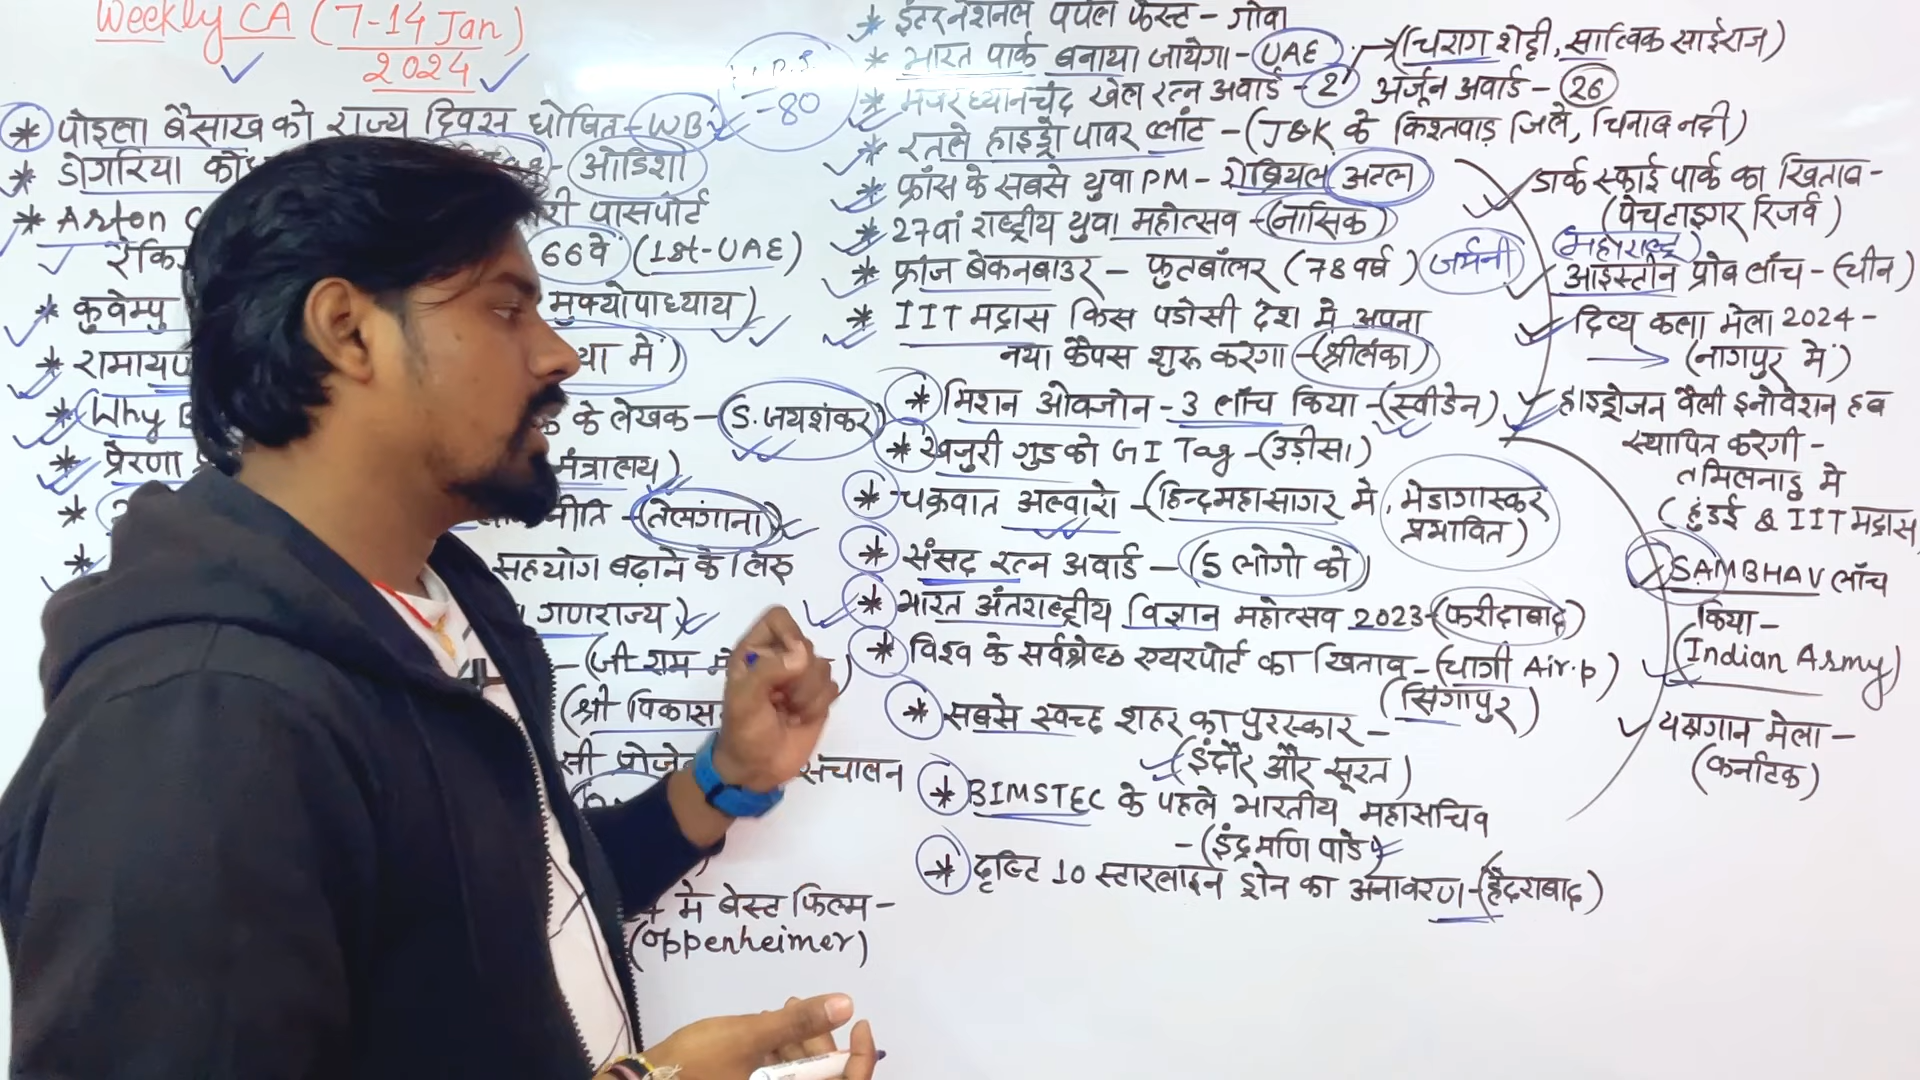 Weekly CA (7-14 Jan)
2024
* पोइला बैसाख को राज्य दिवस घोषित - WB
* डोगरिया को - ओडिशा
* Arton पासपोर्ट
66वें (1st-UAE)
* कुवेम्पु मुख्योपाध्याय)
* रामायण या में)
* Why B के लेखक - S. जयशंकर
* प्रेरणा मंत्रालय)
* नीति - (तेलंगाना)
* सहयोग बढ़ाने के लिए
गणराज्य)
- (जी राम
(श्री विकास
सी संचालन
में बेस्ट फिल्म -
(Oppenheimer)
-80
* इंटरनेशनल पर्पल फेस्ट - गोवा
* भारत पार्क बनाया जायेगा - UAE → (चिराग शेट्टी, सात्विक साईराज)
* मेजर ध्यानचंद खेल रत्न अवार्ड - 2 अर्जून अवार्ड - 26
* रतले हाइड्रो पावर प्लांट - (J&K के किश्तवाड़ जिले, चिनाब नदी)
* फ्रांस के सबसे युवा PM - गेब्रियल अटल
* 27वां राष्ट्रीय युवा महोत्सव - (नासिक)
* फ्रांज बेकनबाउर - फुटबॉलर (78 वर्ष) जर्मनी
* IIT मद्रास किस पडोसी देश मे अपना
नया कैंपस शुरू करेगा - (श्रीलंका)
* मिशन ओक्जोन - 3 लॉंच किया - (स्वीडेन)
* खजुरी गुड को GI Tag - (उड़ीसा)
* चक्रवात अल्वारो - (हिन्दमहासागर मे, मेडागास्कर
प्रभावित)
* संसद रत्न अवार्ड - (5 लोगो को)
* भारत अंतराष्ट्रीय विज्ञान महोत्सव 2023 - (फरीदाबाद)
* विश्व के सर्वश्रेष्ठ एयरपोर्ट का खिताब - (चांगी Air.p)
(सिंगापुर)
* सबसे स्वच्छ शहर का पुरस्कार -
(इंदौर और सूरत)
* BIMSTEC के पहले भारतीय महासचिव
- (इंद्रमणि पांडे)
* दृष्टि 10 स्टारलाइन ड्रोन का अनावरण - (हैदराबाद)
डार्क स्काई पार्क का खिताब -
(पेंच टाइगर रिजर्व)
(महाराष्ट्र)
आइंस्टीन प्रोब लॉंच - (चीन)
दिव्य कला मेला 2024 -
→ (नागपुर में)
हाइड्रोजन वैली इनोवेशन हब
स्थापित करेगी -
तमिलनाडु मे
(हुंडई & IIT मद्रास
SAMBHAV लॉंच
किया -
(Indian Army)
यक्षगान मेला -
(कर्नाटक)